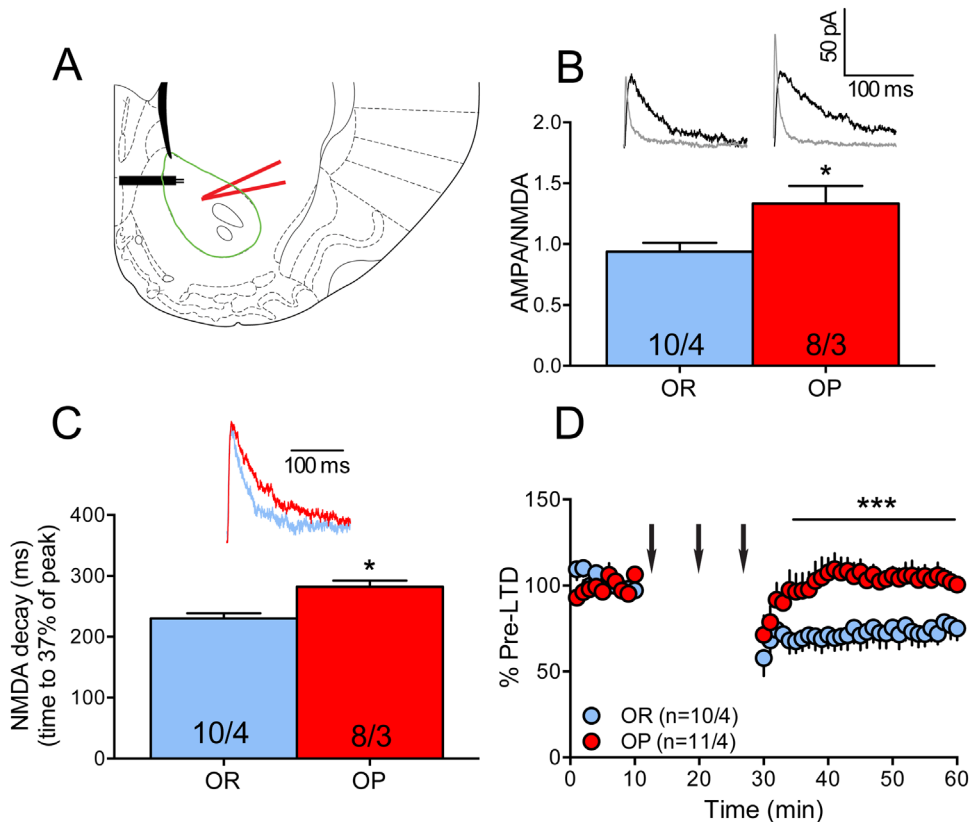 A
B
50 pA
100 ms
AMPA/NMDA
2.0
1.5
1.0
0.5
0.0
*
10/4
8/3
OR
OP
C
100 ms
NMDA decay (ms)
(time to 37% of peak)
400
300
200
100
0
*
10/4
8/3
OR
OP
D
% Pre-LTD
150
100
50
0
***
OR (n=10/4)
OP (n=11/4)
0 10 20 30 40 50 60
Time (min)